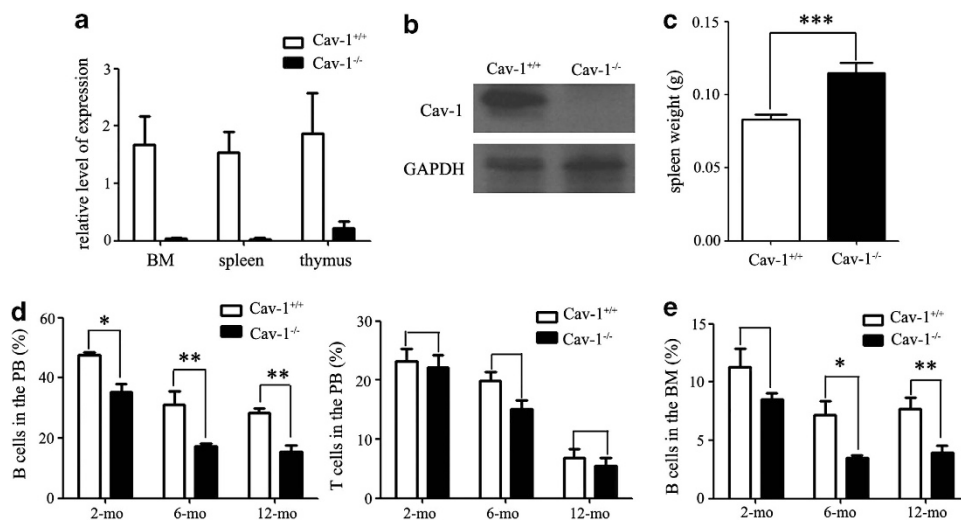 a
Cav-1+/+
Cav-1-/-
relative level of expression
3
2
1
0
BM spleen thymus
b
Cav-1+/+ Cav-1-/-
Cav-1
GAPDH
c
***
spleen weight (g)
0.15
0.10
0.05
0.00
Cav-1+/+ Cav-1-/-
d
Cav-1+/+
Cav-1-/-
B cells in the PB (%)
60
40
20
0
*
**
**
2-mo 6-mo 12-mo
Cav-1+/+
Cav-1-/-
T cells in the PB (%)
30
20
10
0
2-mo 6-mo 12-mo
e
Cav-1+/+
Cav-1-/-
B cells in the BM (%)
15
10
5
0
*
**
2-mo 6-mo 12-mo